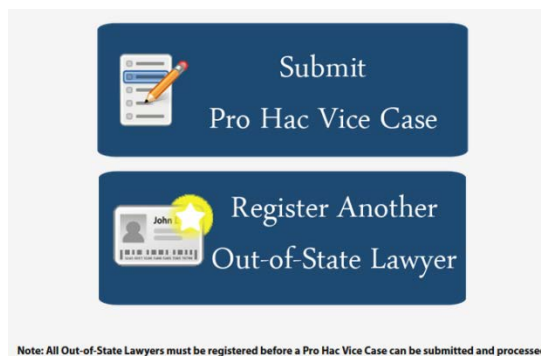 Submit
Pro Hac Vice Case
John
Register Another
Out-of-State Lawyer
Note: All Out-of-State Lawyers must be registered before a Pro Hac Vice Case can be submitted and processed